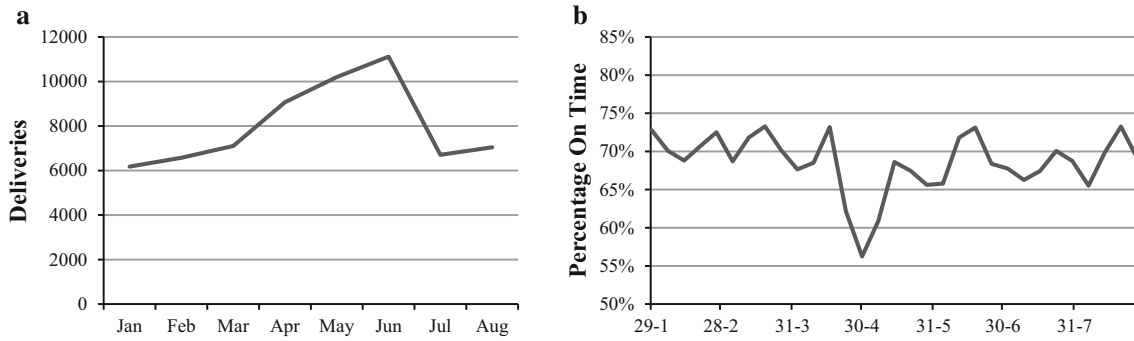 a
12000
10000
8000
6000
4000
2000
0
Deliveries
Jan Feb Mar Apr May Jun Jul Aug
b
85%
80%
75%
70%
65%
60%
55%
50%
Percentage On Time
29-1 28-2 31-3 30-4 31-5 30-6 31-7